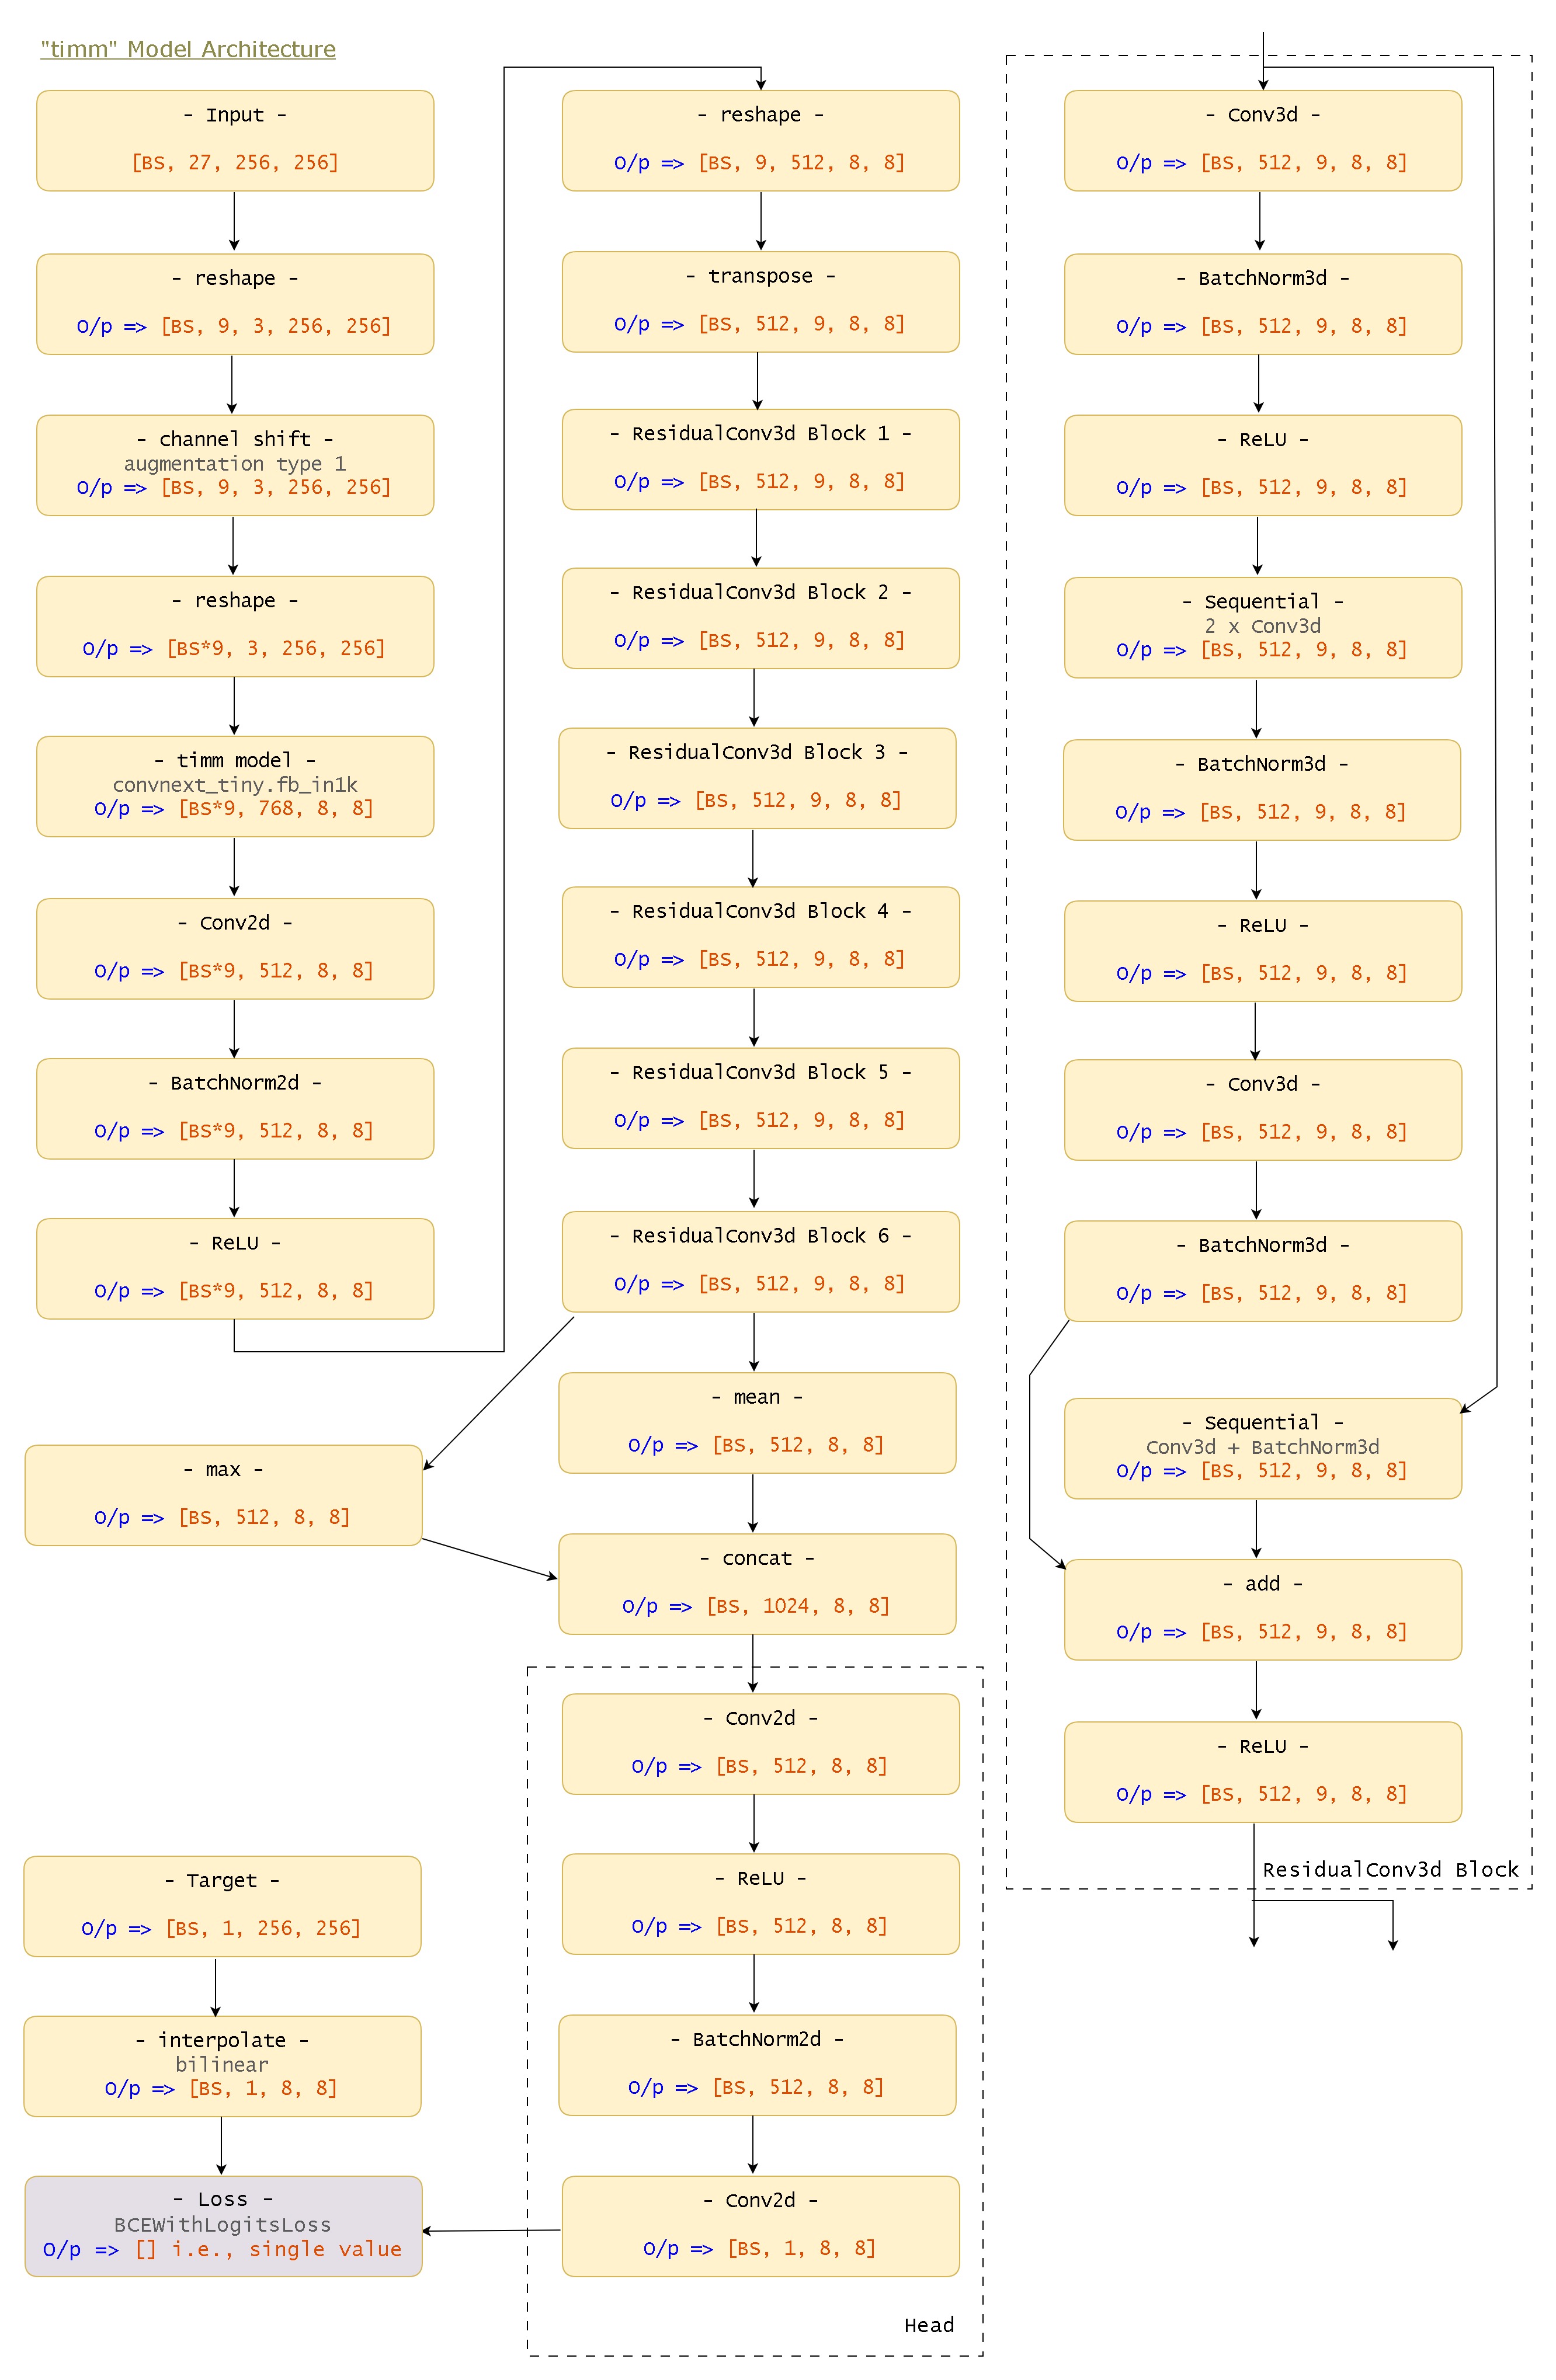 "timm" Model Architecture
- Input -
[BS, 27, 256, 256]
- reshape -
O/p => [BS, 9, 3, 256, 256]
- channel shift -
augmentation type 1
O/p => [BS, 9, 3, 256, 256]
- reshape -
O/p => [BS*9, 3, 256, 256]
- timm model -
convnext_tiny.fb_in1k
O/p => [BS*9, 768, 8, 8]
- Conv2d -
O/p => [BS*9, 512, 8, 8]
- BatchNorm2d -
O/p => [BS*9, 512, 8, 8]
- ReLU -
O/p => [BS*9, 512, 8, 8]
- reshape -
O/p => [BS, 9, 512, 8, 8]
- transpose -
O/p => [BS, 512, 9, 8, 8]
- ResidualConv3d Block 1 -
O/p => [BS, 512, 9, 8, 8]
- ResidualConv3d Block 2 -
O/p => [BS, 512, 9, 8, 8]
- ResidualConv3d Block 3 -
O/p => [BS, 512, 9, 8, 8]
- ResidualConv3d Block 4 -
O/p => [BS, 512, 9, 8, 8]
- ResidualConv3d Block 5 -
O/p => [BS, 512, 9, 8, 8]
- ResidualConv3d Block 6 -
O/p => [BS, 512, 9, 8, 8]
- mean -
O/p => [BS, 512, 8, 8]
- max -
O/p => [BS, 512, 8, 8]
- concat -
O/p => [BS, 1024, 8, 8]
- Conv2d -
O/p => [BS, 512, 8, 8]
- ReLU -
O/p => [BS, 512, 8, 8]
- BatchNorm2d -
O/p => [BS, 512, 8, 8]
- Conv2d -
O/p => [BS, 1, 8, 8]
Head
- Target -
O/p => [BS, 1, 256, 256]
- interpolate -
bilinear
O/p => [BS, 1, 8, 8]
- Loss -
BCEWithLogitsLoss
O/p => [] i.e., single value
- Conv3d -
O/p => [BS, 512, 9, 8, 8]
- BatchNorm3d -
O/p => [BS, 512, 9, 8, 8]
- ReLU -
O/p => [BS, 512, 9, 8, 8]
- Sequential -
2 x Conv3d
O/p => [BS, 512, 9, 8, 8]
- BatchNorm3d -
O/p => [BS, 512, 9, 8, 8]
- ReLU -
O/p => [BS, 512, 9, 8, 8]
- Conv3d -
O/p => [BS, 512, 9, 8, 8]
- BatchNorm3d -
O/p => [BS, 512, 9, 8, 8]
- Sequential -
Conv3d + BatchNorm3d
O/p => [BS, 512, 9, 8, 8]
- add -
O/p => [BS, 512, 9, 8, 8]
- ReLU -
O/p => [BS, 512, 9, 8, 8]
ResidualConv3d Block